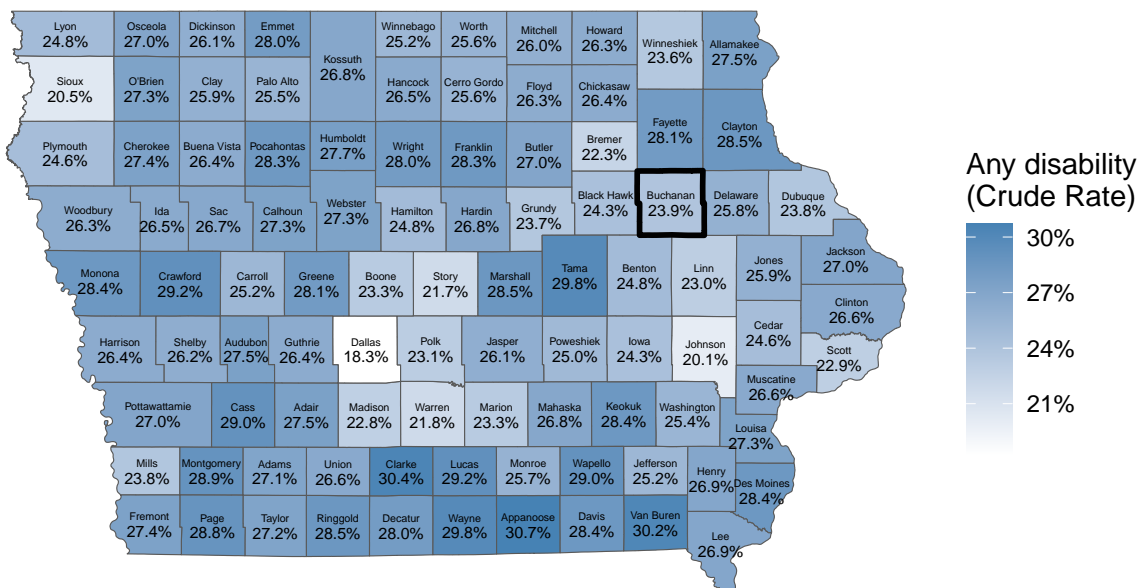 Lyon
24.8%
Osceola
27.0%
Dickinson
26.1%
Emmet
28.0%
Kossuth
26.8%
Winnebago
25.2%
Worth
25.6%
Mitchell
26.0%
Howard
26.3%
Winneshiek
23.6%
Allamakee
27.5%
Sioux
20.5%
O'Brien
27.3%
Clay
25.9%
Palo Alto
25.5%
Hancock
26.5%
Cerro Gordo
25.6%
Floyd
26.3%
Chickasaw
26.4%
Plymouth
24.6%
Cherokee
27.4%
Buena Vista
26.4%
Pocahontas
28.3%
Humboldt
27.7%
Wright
28.0%
Franklin
28.3%
Butler
27.0%
Bremer
22.3%
Fayette
28.1%
Clayton
28.5%
Woodbury
26.3%
Ida
26.5%
Sac
26.7%
Calhoun
27.3%
Webster
27.3%
Hamilton
24.8%
Hardin
26.8%
Grundy
23.7%
Black Hawk
24.3%
Buchanan
23.9%
Delaware
25.8%
Dubuque
23.8%
Monona
28.4%
Crawford
29.2%
Carroll
25.2%
Greene
28.1%
Boone
23.3%
Story
21.7%
Marshall
28.5%
Tama
29.8%
Benton
24.8%
Linn
23.0%
Jones
25.9%
Jackson
27.0%
Clinton
26.6%
Harrison
26.4%
Shelby
26.2%
Audubon
27.5%
Guthrie
26.4%
Dallas
18.3%
Polk
23.1%
Jasper
26.1%
Poweshiek
25.0%
Iowa
24.3%
Johnson
20.1%
Cedar
24.6%
Scott
22.9%
Muscatine
26.6%
Pottawattamie
27.0%
Cass
29.0%
Adair
27.5%
Madison
22.8%
Warren
21.8%
Marion
23.3%
Mahaska
26.8%
Keokuk
28.4%
Washington
25.4%
Louisa
27.3%
Mills
23.8%
Montgomery
28.9%
Adams
27.1%
Union
26.6%
Clarke
30.4%
Lucas
29.2%
Monroe
25.7%
Wapello
29.0%
Jefferson
25.2%
Henry
26.9%
Des Moines
28.4%
Fremont
27.4%
Page
28.8%
Taylor
27.2%
Ringgold
28.5%
Decatur
28.0%
Wayne
29.8%
Appanoose
30.7%
Davis
28.4%
Van Buren
30.2%
Lee
26.9%
Any disability
(Crude Rate)
30%
27%
24%
21%